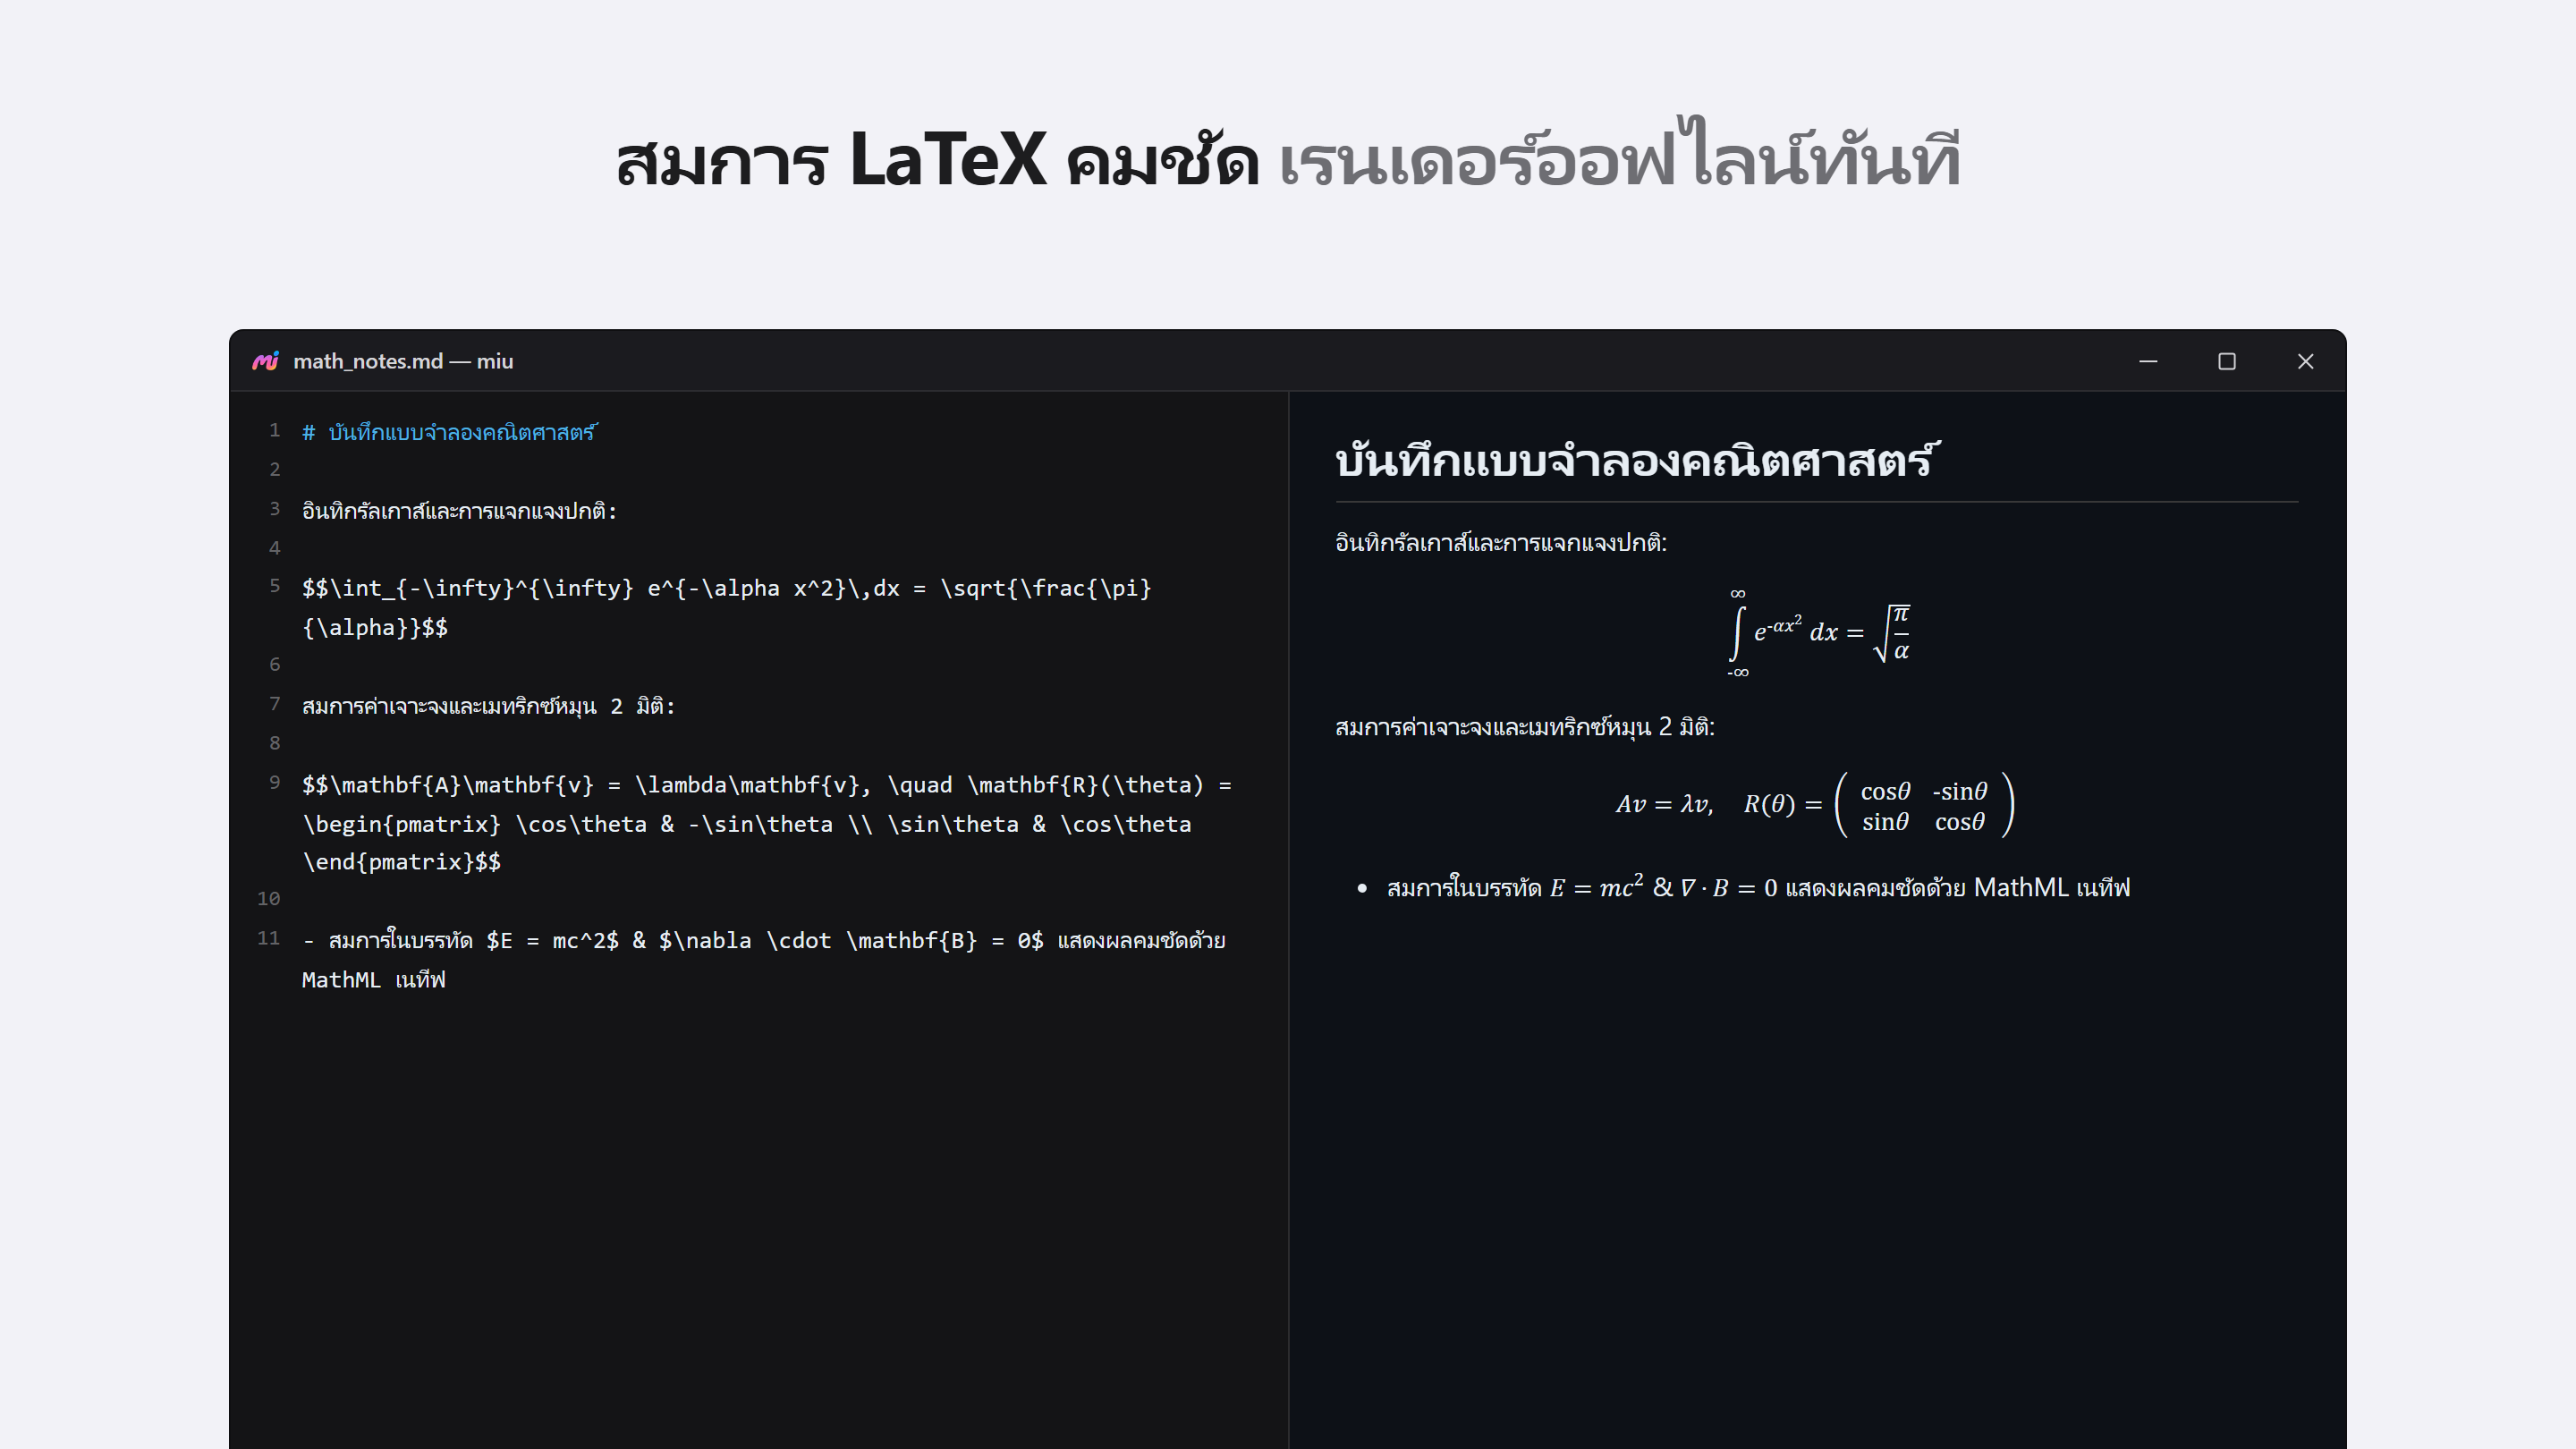 สมการ LaTeX คมชัด เรนเดอร์ออฟไลน์ทันที
math_notes.md — miu
1 # บันทึกแบบจำลองคณิตศาสตร์
2
3 อินทิกรัลเกาส์และการแจกแจงปกติ:
4
5 $$\int_{-\infty}^{\infty} e^{-\alpha x^2}\,dx = \sqrt{\frac{\pi}
{\alpha}}$$
6
7 สมการค่าเจาะจงและเมทริกซ์หมุน 2 มิติ:
8
9 $$\mathbf{A}\mathbf{v} = \lambda\mathbf{v}, \quad \mathbf{R}(\theta) =
\begin{pmatrix} \cos\theta & -\sin\theta \\ \sin\theta & \cos\theta
\end{pmatrix}$$
10
11 - สมการในบรรทัด $E = mc^2$ & $\nabla \cdot \mathbf{B} = 0$ แสดงผลคมชัดด้วย
MathML เนทีฟ
บันทึกแบบจำลองคณิตศาสตร์
อินทิกรัลเกาส์และการแจกแจงปกติ:
∫_{-∞}^{∞} e^{-αx²} dx = √(π/α)
สมการค่าเจาะจงและเมทริกซ์หมุน 2 มิติ:
Av = λv, R(θ) = ( cosθ -sinθ
sinθ cosθ )
• สมการในบรรทัด E = mc² & ∇ · B = 0 แสดงผลคมชัดด้วย MathML เนทีฟ